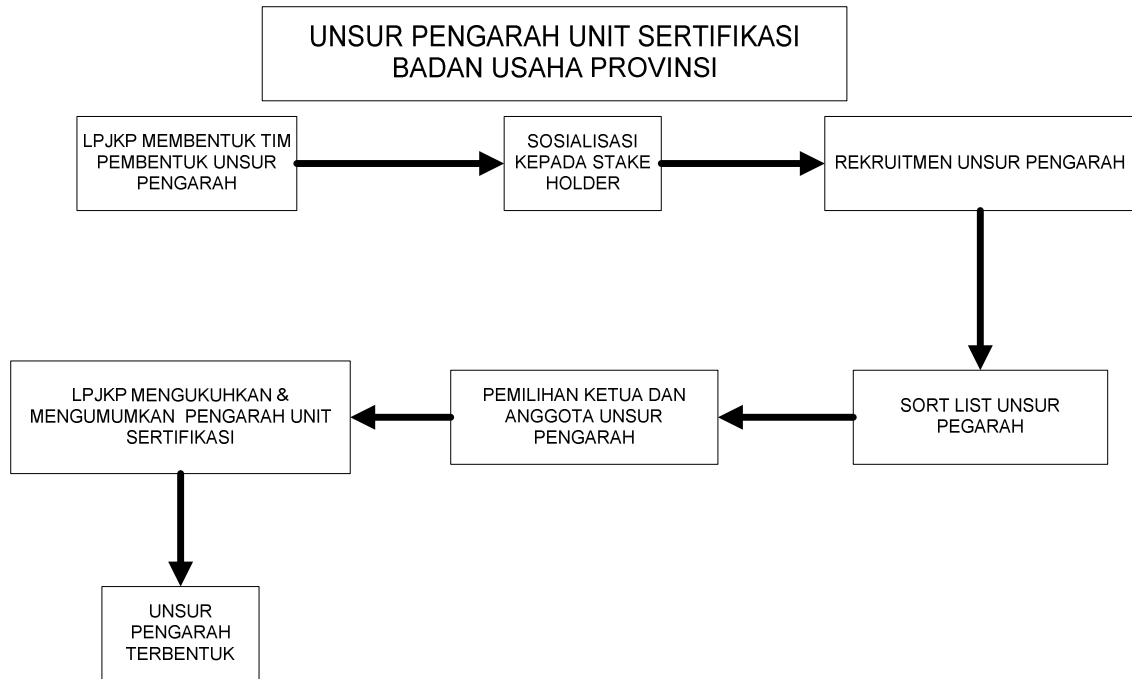 UNSUR PENGARAH UNIT SERTIFIKASI
BADAN USAHA PROVINSI
LPJKP MEMBENTUK TIM
PEMBENTUK UNSUR
PENGARAH
SOSIALISASI
KEPADA STAKE
HOLDER
REKRUITMEN UNSUR PENGARAH
SORT LIST UNSUR
PEGARAH
PEMILIHAN KETUA DAN
ANGGOTA UNSUR
PENGARAH
LPJKP MENGUKUHKAN &
MENGUMUMKAN PENGARAH UNIT
SERTIFIKASI
UNSUR
PENGARAH
TERBENTUK